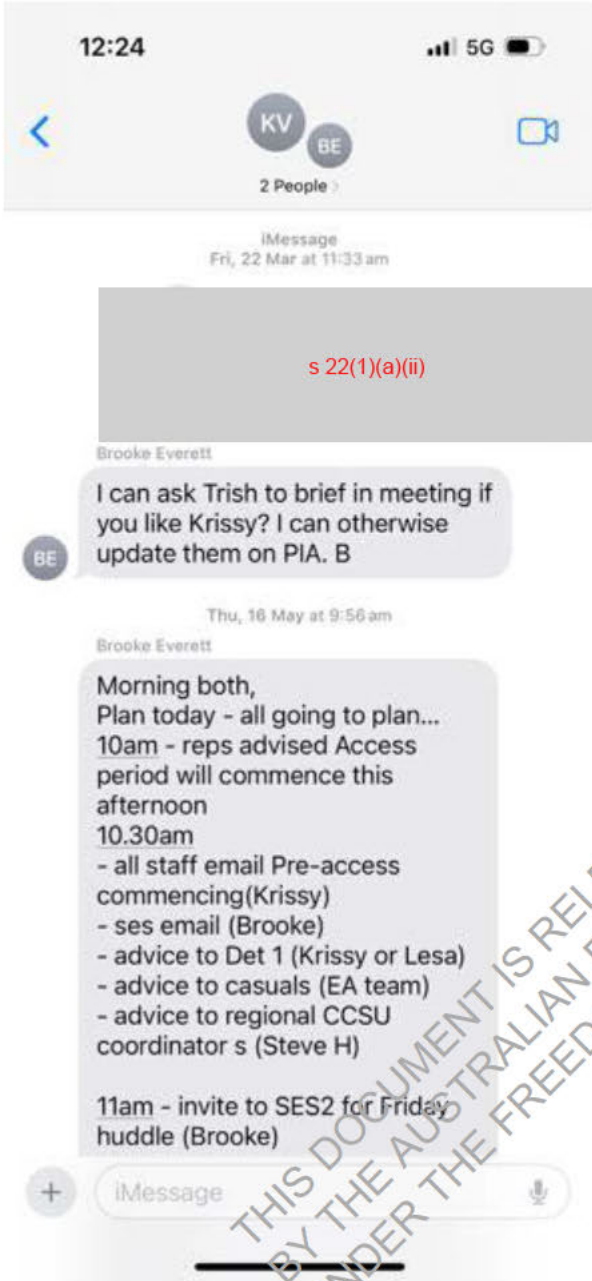 12:24
5G
KV
BE
2 People
iMessage
Fri, 22 Mar at 11:33 am
s 22(1)(a)(ii)
Brooke Everett
I can ask Trish to brief in meeting if
you like Krissy? I can otherwise
update them on PIA. B
BE
Thu, 16 May at 9:56 am
Brooke Everett
Morning both,
Plan today - all going to plan...
10am - reps advised Access
period will commence this
afternoon
10.30am
- all staff email Pre-access
commencing(Krissy)
- ses email (Brooke)
- advice to Det 1 (Krissy or Lesa)
- advice to casuals (EA team)
- advice to regional CCSU
coordinator s (Steve H)
11am - invite to SES2 for Friday
huddle (Brooke)
iMessage
THIS DOCUMENT IS
BY THE AUSTRALIAN
UNDER THE